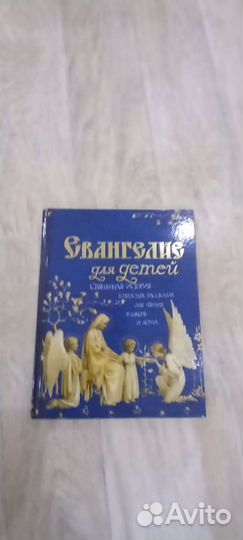 Евангелие
для детей
Священная история
в простых рассказах
для чтения
в школе
и дома
Avito